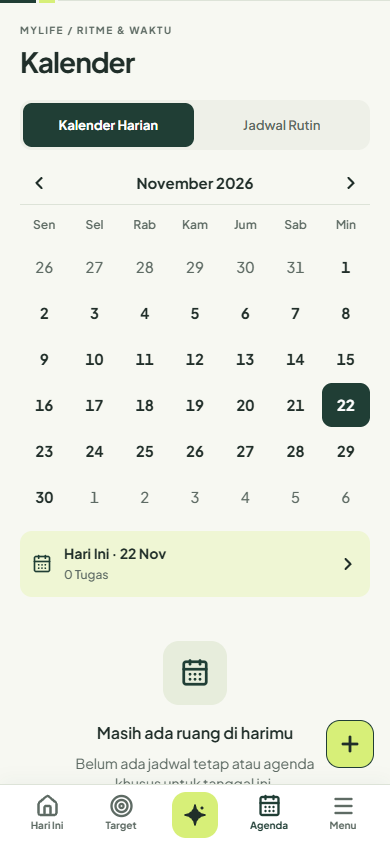 MYLIFE / RITME & WAKTU
Kalender
Kalender Harian Jadwal Rutin
November 2026
Sen Sel Rab Kam Jum Sab Min
26 27 28 29 30 31 1
2 3 4 5 6 7 8
9 10 11 12 13 14 15
16 17 18 19 20 21 22
23 24 25 26 27 28 29
30 1 2 3 4 5 6
Hari Ini · 22 Nov
0 Tugas
Masih ada ruang di harimu
Belum ada jadwal tetap atau agenda
khusus untuk tanggal ini
Hari Ini Target Agenda Menu